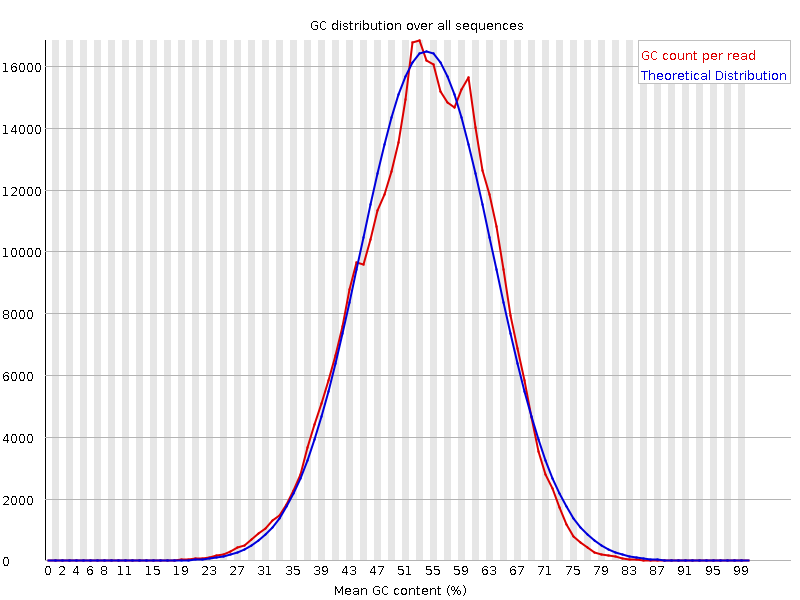 GC distribution over all sequences
GC count per read
Theoretical Distribution
16000
14000
12000
10000
8000
6000
4000
2000
0
0 2 4 6 8 11 15 19 23 27 31 35 39 43 47 51 55 59 63 67 71 75 79 83 87 91 95 99
Mean GC content (%)